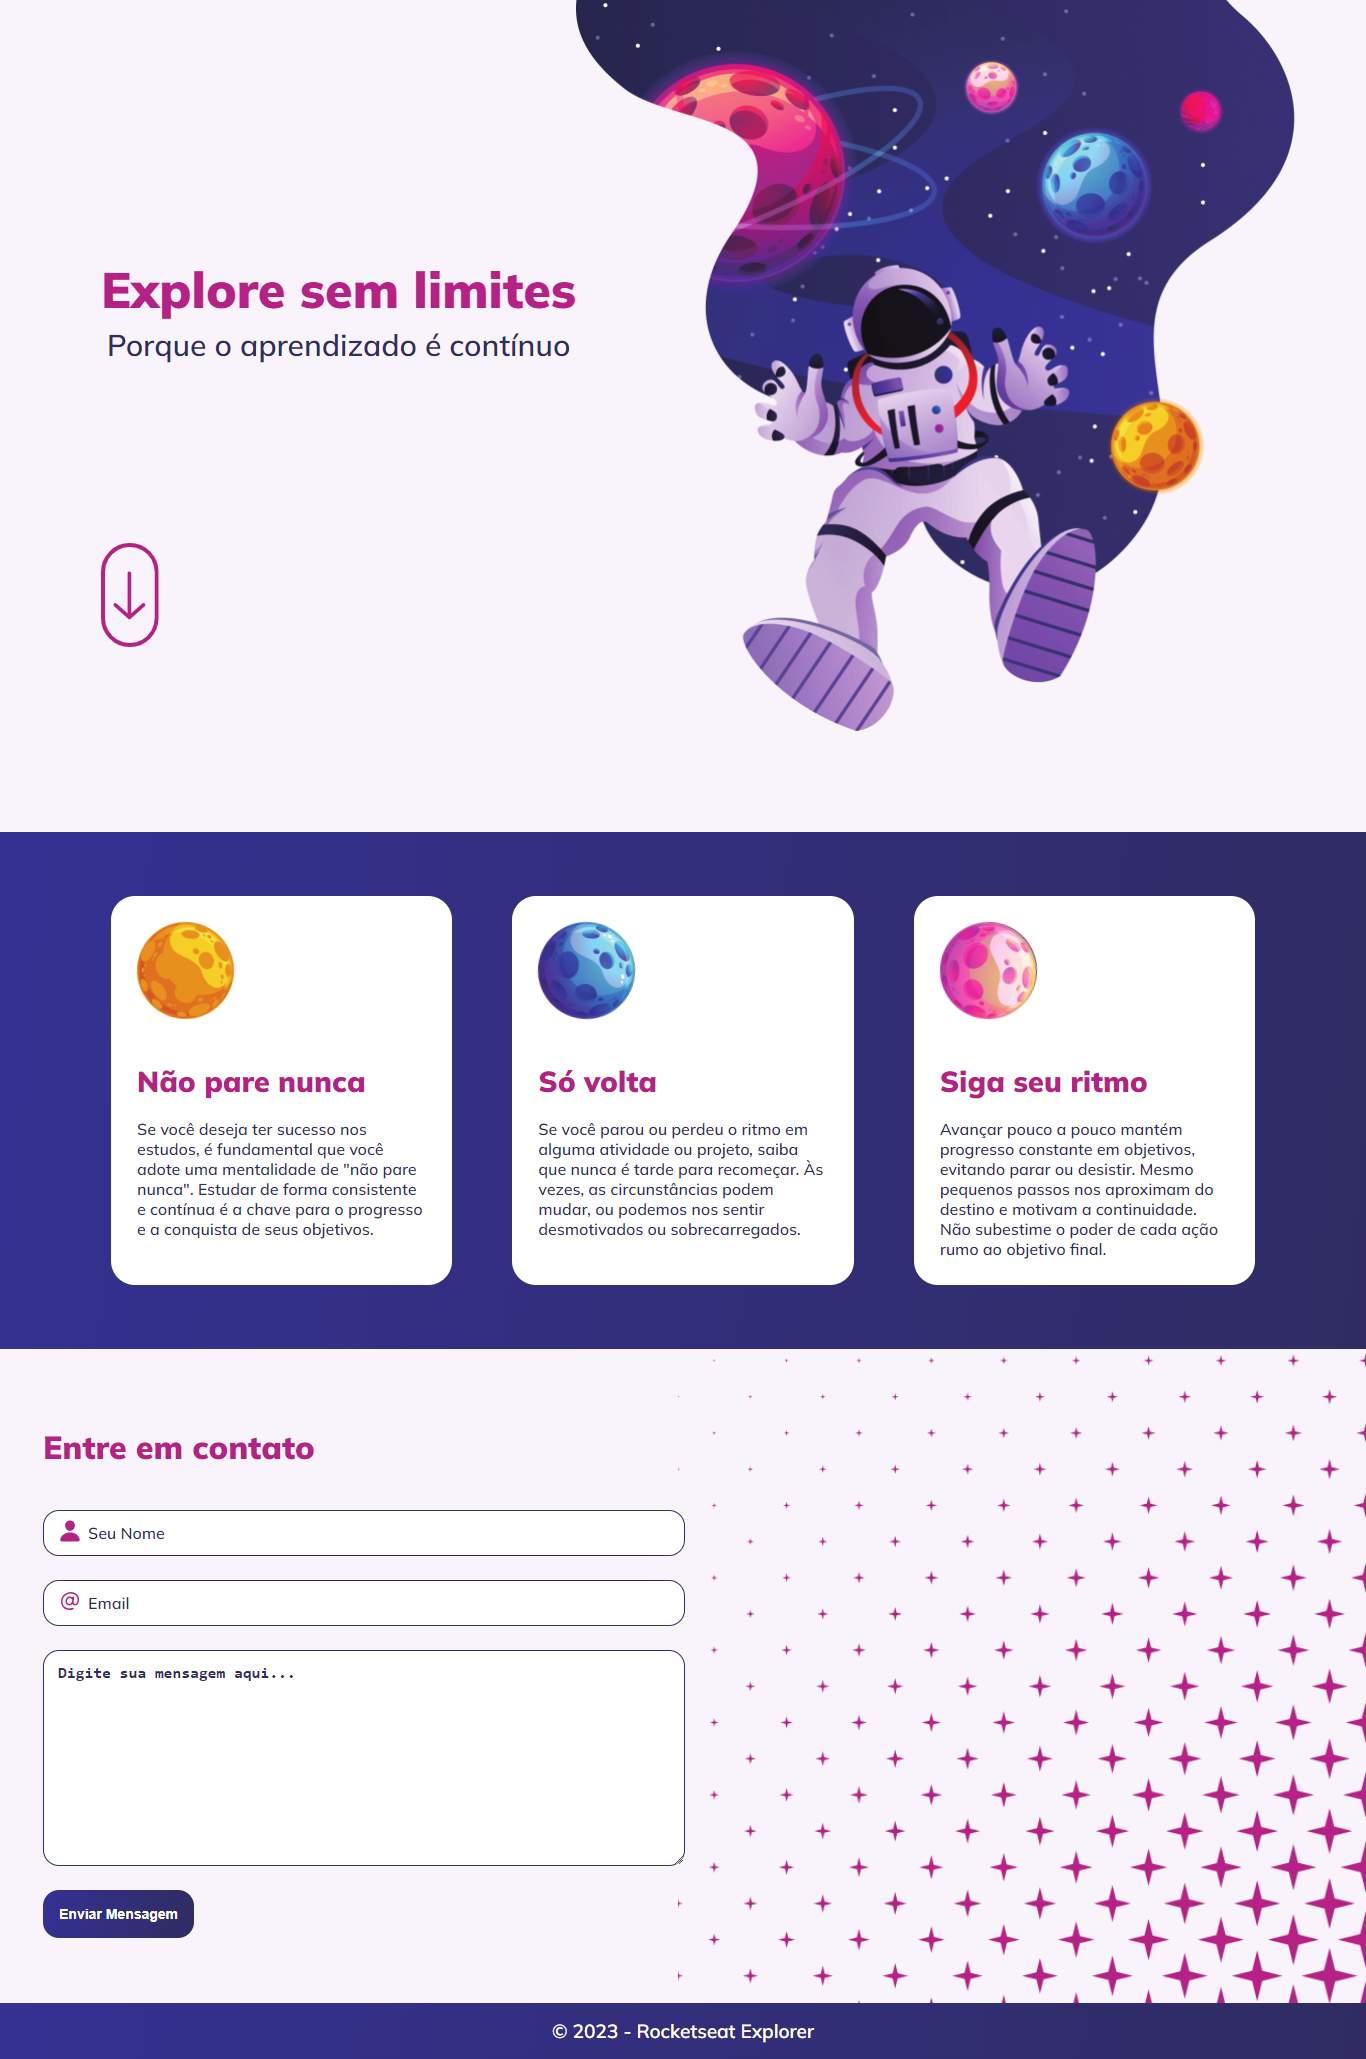 Explore sem limites
Porque o aprendizado é contínuo
Não pare nunca
Se você deseja ter sucesso nos
estudos, é fundamental que você
adote uma mentalidade de "não pare
nunca". Estudar de forma consistente
e contínua é a chave para o progresso
e a conquista de seus objetivos.
Só volta
Se você parou ou perdeu o ritmo em
alguma atividade ou projeto, saiba
que nunca é tarde para recomeçar. Às
vezes, as circunstâncias podem
mudar, ou podemos nos sentir
desmotivados ou sobrecarregados.
Siga seu ritmo
Avançar pouco a pouco mantém
progresso constante em objetivos,
evitando parar ou desistir. Mesmo
pequenos passos nos aproximam do
destino e motivam a continuidade.
Não subestime o poder de cada ação
rumo ao objetivo final.
Entre em contato
Seu Nome
@ Email
Digite sua mensagem aqui...
Enviar Mensagem
© 2023 - Rocketseat Explorer